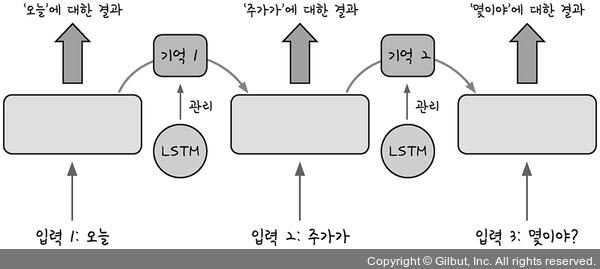 '오늘'에 대한 결과
'주가가'에 대한 결과
'몇이야'에 대한 결과
기억 1
기억 2
관리
관리
LSTM
LSTM
입력 1: 오늘
입력 2: 주가가
입력 3: 몇이야?
Copyright © Gilbut, Inc. All rights reserved.